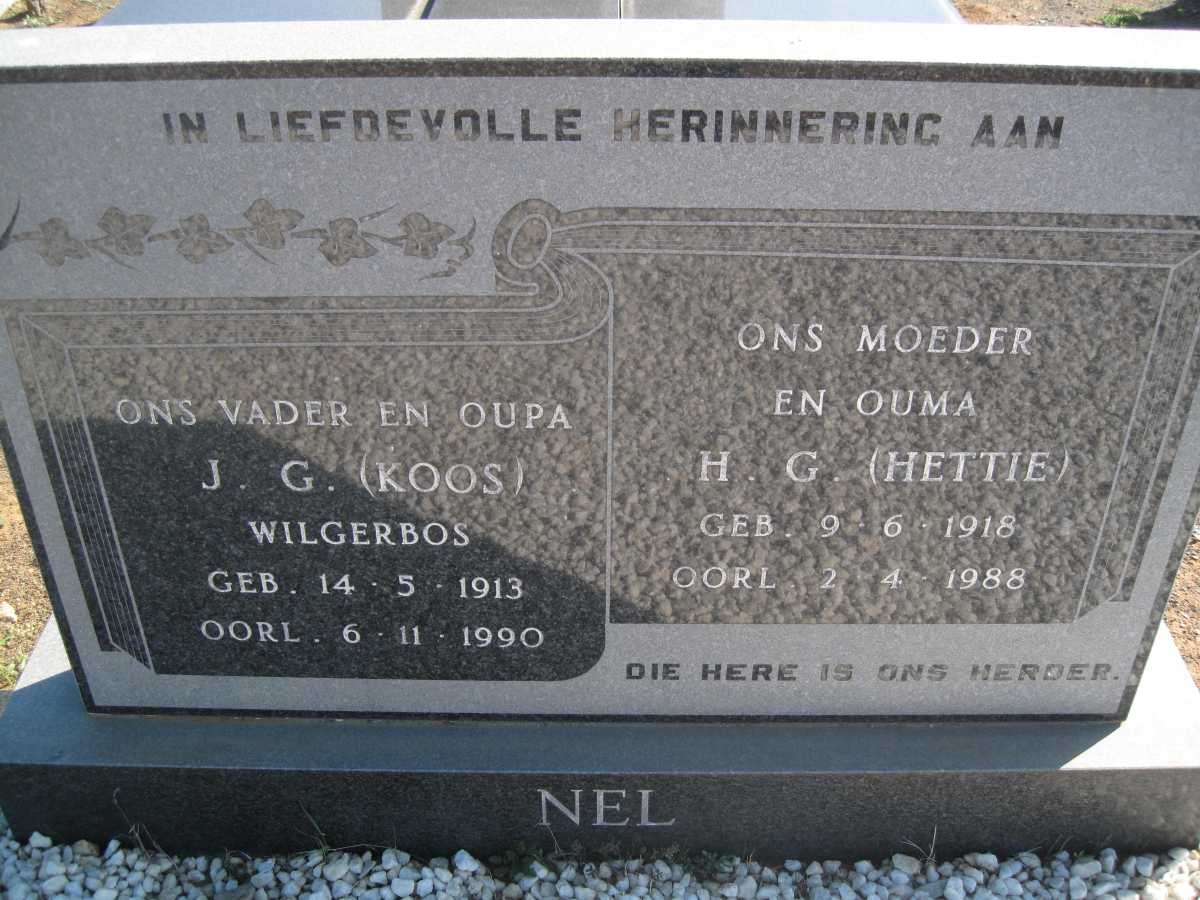 IN LIEFDEVOLLE HERINNERING AAN
ONS VADER EN OUPA
J. G. (KOOS)
WILGERBOS
GEB. 14·5·1913
OORL. 6·11·1990
ONS MOEDER
EN OUMA
H. G. (HETTIE)
GEB. 9·6·1918
OORL. 2·4·1988
DIE HERE IS ONS HERDER.
NEL